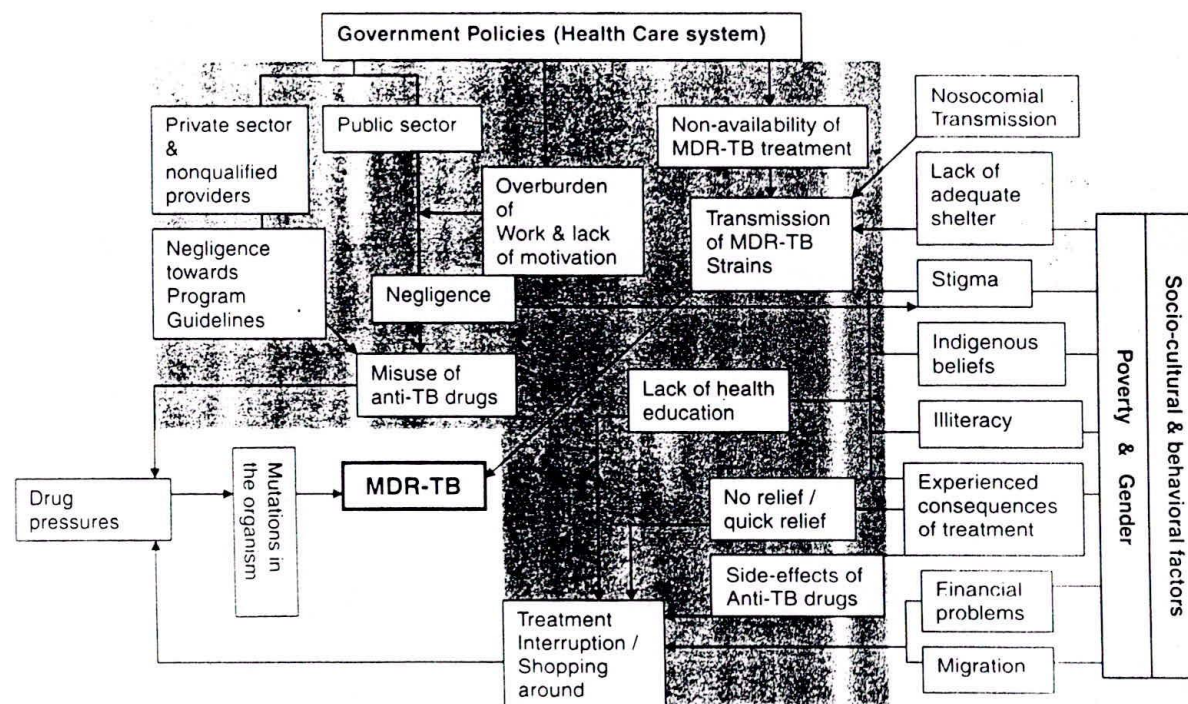 Government Policies (Health Care system)
Private sector
&
nonqualified
providers
Public sector
Non-availability of
MDR-TB treatment
Nosocomial
Transmission
Overburden
of
Work & lack
of motivation
Transmission
of MDR-TB
Strains
Lack of
adequate
shelter
Negligence
towards
Program
Guidelines
Negligence
Stigma
Misuse of
anti-TB drugs
Lack of health
education
Indigenous
beliefs
Illiteracy
Drug
pressures
Mutations in
the organism
MDR-TB
No relief /
quick relief
Experienced
consequences
of treatment
Side-effects of
Anti-TB drugs
Treatment
Interruption /
Shopping
around
Financial
problems
Migration
Poverty & Gender
Socio-cultural & behavioral factors